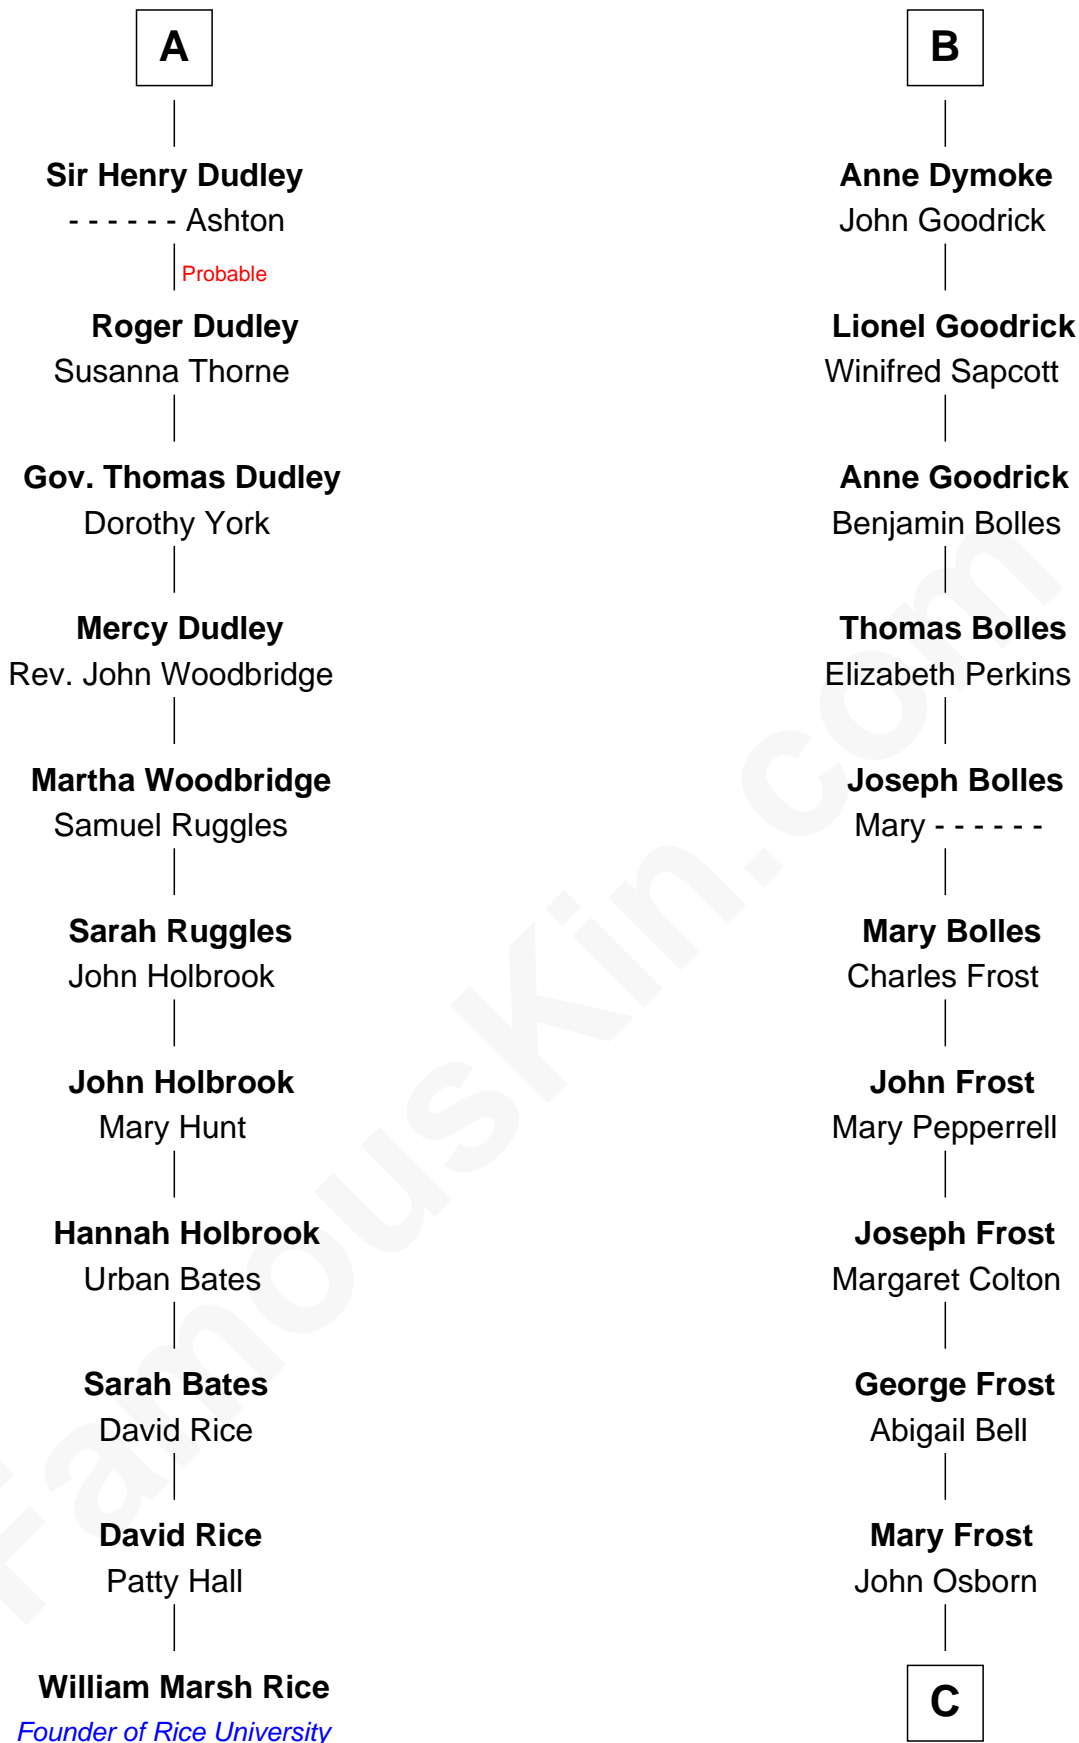 A
Sir Henry Dudley
- - - - - - Ashton
Probable
Roger Dudley
Susanna Thorne
Gov. Thomas Dudley
Dorothy York
Mercy Dudley
Rev. John Woodbridge
Martha Woodbridge
Samuel Ruggles
Sarah Ruggles
John Holbrook
John Holbrook
Mary Hunt
Hannah Holbrook
Urban Bates
Sarah Bates
David Rice
David Rice
Patty Hall
William Marsh Rice
Founder of Rice University
B
Anne Dymoke
John Goodrick
Lionel Goodrick
Winifred Sapcott
Anne Goodrick
Benjamin Bolles
Thomas Bolles
Elizabeth Perkins
Joseph Bolles
Mary - - - - - -
Mary Bolles
Charles Frost
John Frost
Mary Pepperrell
Joseph Frost
Margaret Colton
George Frost
Abigail Bell
Mary Frost
John Osborn
C
FamousKin.com